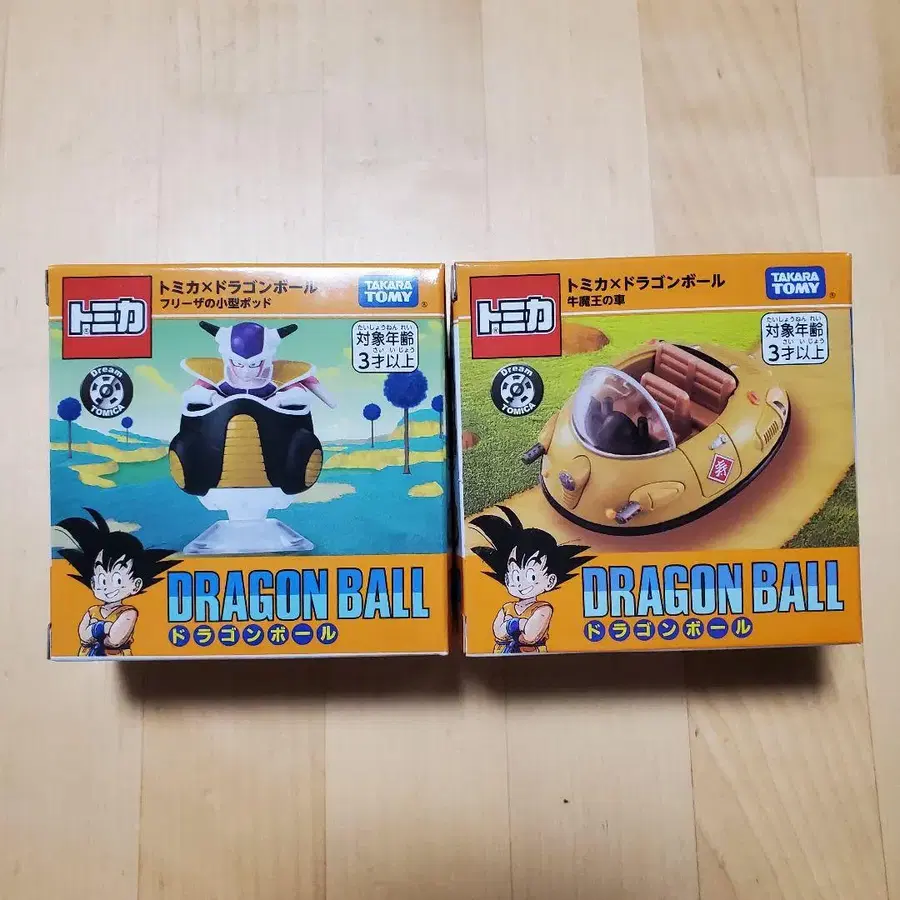 トミカ
トミカ×ドラゴンボール
フリーザの小型ポッド
TAKARA
TOMY
®
たいしょうねんれい
対象年齢
さいいじょう
3才以上
Dream
TOMICA
DRAGON BALL
ドラゴンボール
トミカ
トミカ×ドラゴンボール
牛魔王の車
TAKARA
TOMY
®
たいしょうねんれい
対象年齢
さいいじょう
3才以上
Dream
TOMICA
DRAGON BALL
ドラゴンボール